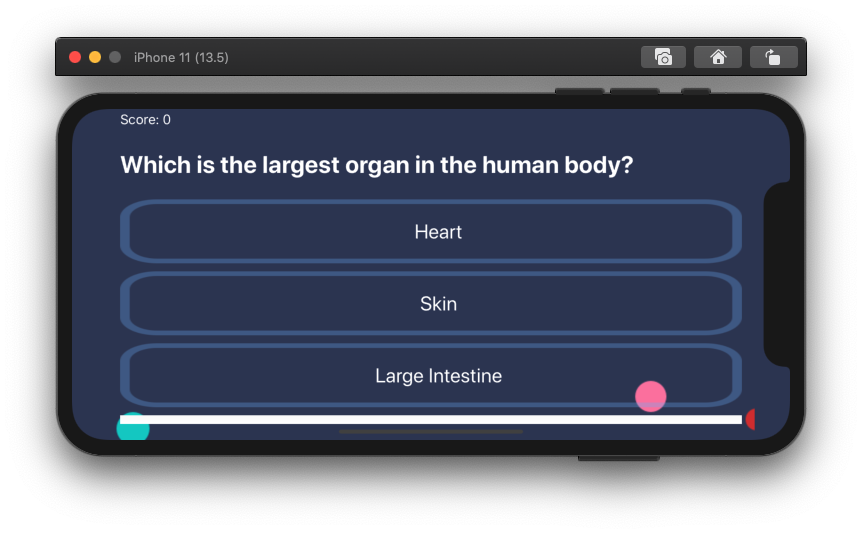 iPhone 11 (13.5)
Score: 0
Which is the largest organ in the human body?
Heart
Skin
Large Intestine